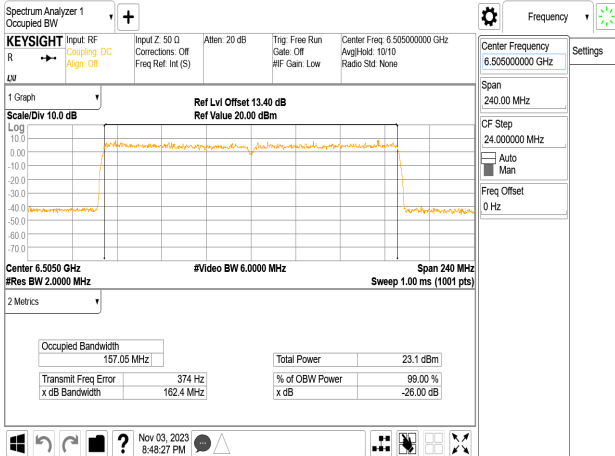 Spectrum Analyzer 1
Occupied BW
Frequency
KEYSIGHT
R
LXI
Input: RF
Coupling: DC
Align: Off
Input Z: 50 Ω
Corrections: Off
Freq Ref: Int (S)
Atten: 20 dB
Trig: Free Run
Gate: Off
#IF Gain: Low
Center Freq: 6.505000000 GHz
Avg|Hold: 10/10
Radio Std: None
Center Frequency
6.505000000 GHz
Settings
Span
240.00 MHz
CF Step
24.000000 MHz
Auto
Man
Freq Offset
0 Hz
1 Graph
Scale/Div 10.0 dB
Ref Lvl Offset 13.40 dB
Ref Value 20.00 dBm
Log
10.0
0.00
-10.0
-20.0
-30.0
-40.0
-50.0
-60.0
-70.0
Center 6.5050 GHz
#Res BW 2.0000 MHz
#Video BW 6.0000 MHz
Span 240 MHz
Sweep 1.00 ms (1001 pts)
2 Metrics
Occupied Bandwidth
157.05 MHz
Total Power 23.1 dBm
Transmit Freq Error 374 Hz
% of OBW Power 99.00 %
x dB Bandwidth 162.4 MHz
x dB -26.00 dB
Nov 03, 2023
8:48:27 PM